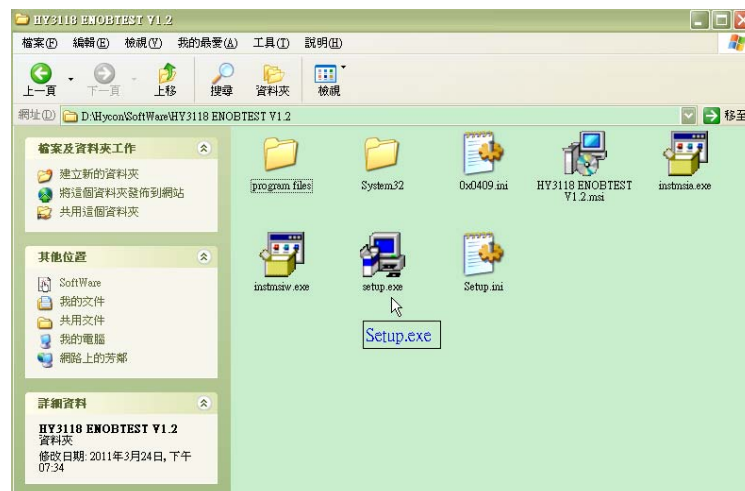 HY3118 ENOBTEST V1.2
檔案(F) 編輯(E) 檢視(V) 我的最愛(A) 工具(T) 說明(H)
上一頁 下一頁 上移 搜尋 資料夾 檢視
網址(D) D:\Hycon\SoftWare\HY3118 ENOBTEST V1.2 移至
檔案及資料夾工作
建立新的資料夾
將這個資料夾發佈到網站
共用這個資料夾
其他位置
SoftWare
我的文件
共用文件
我的電腦
網路上的芳鄰
詳細資料
HY3118 ENOBTEST V1.2
資料夾
修改日期: 2011年3月24日, 下午
07:34
program files
System32
0x0409.ini
HY3118 ENOBTEST
V1.2.msi
instmsia.exe
instmsiw.exe
setup.exe
Setup.ini
Setup.exe